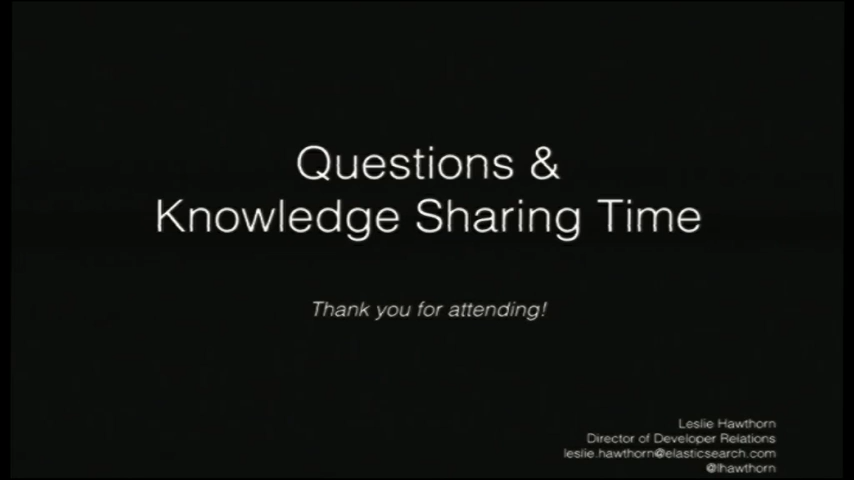 Questions &
Knowledge Sharing Time
Thank you for attending!
Leslie Hawthorn
Director of Developer Relations
leslie.hawthorn@elasticsearch.com
@lhawthorn